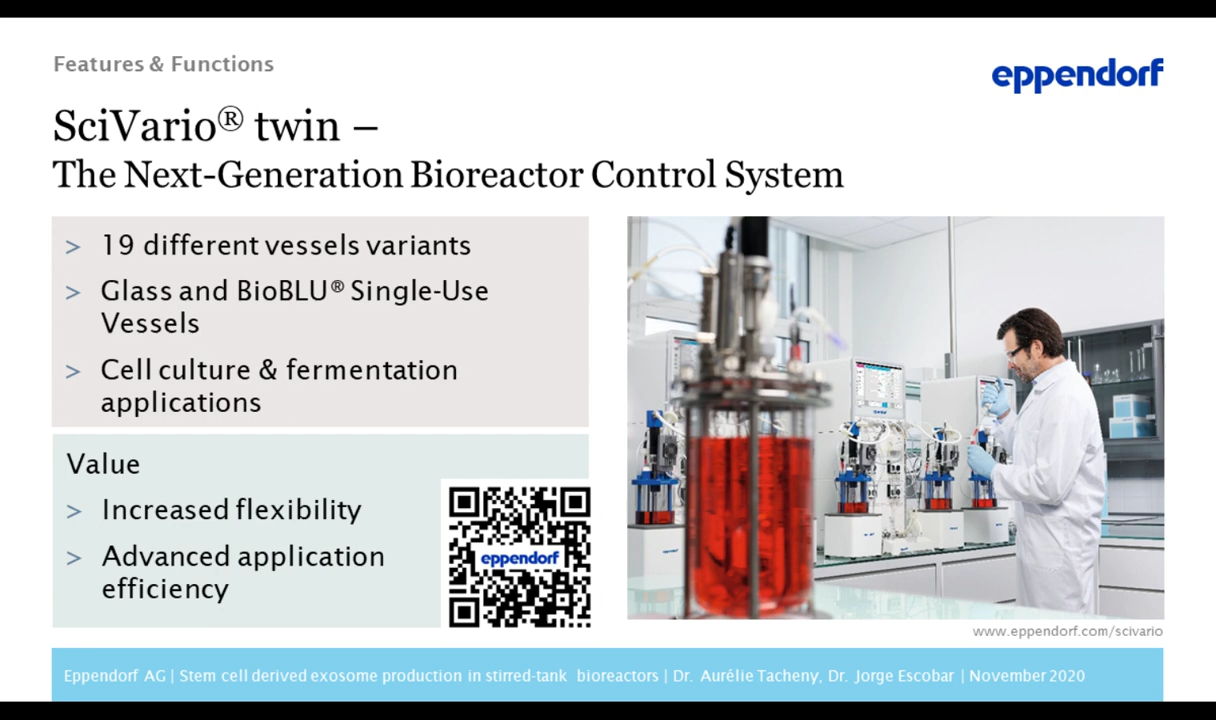 Features & Functions
eppendorf
SciVario® twin –
The Next-Generation Bioreactor Control System
> 19 different vessels variants
> Glass and BioBLU® Single-Use
Vessels
> Cell culture & fermentation
applications
Value
> Increased flexibility
> Advanced application
efficiency
eppendorf
www.eppendorf.com/scivario
Eppendorf AG | Stem cell derived exosome production in stirred-tank bioreactors | Dr. Aurélie Tacheny, Dr. Jorge Escobar | November 2020